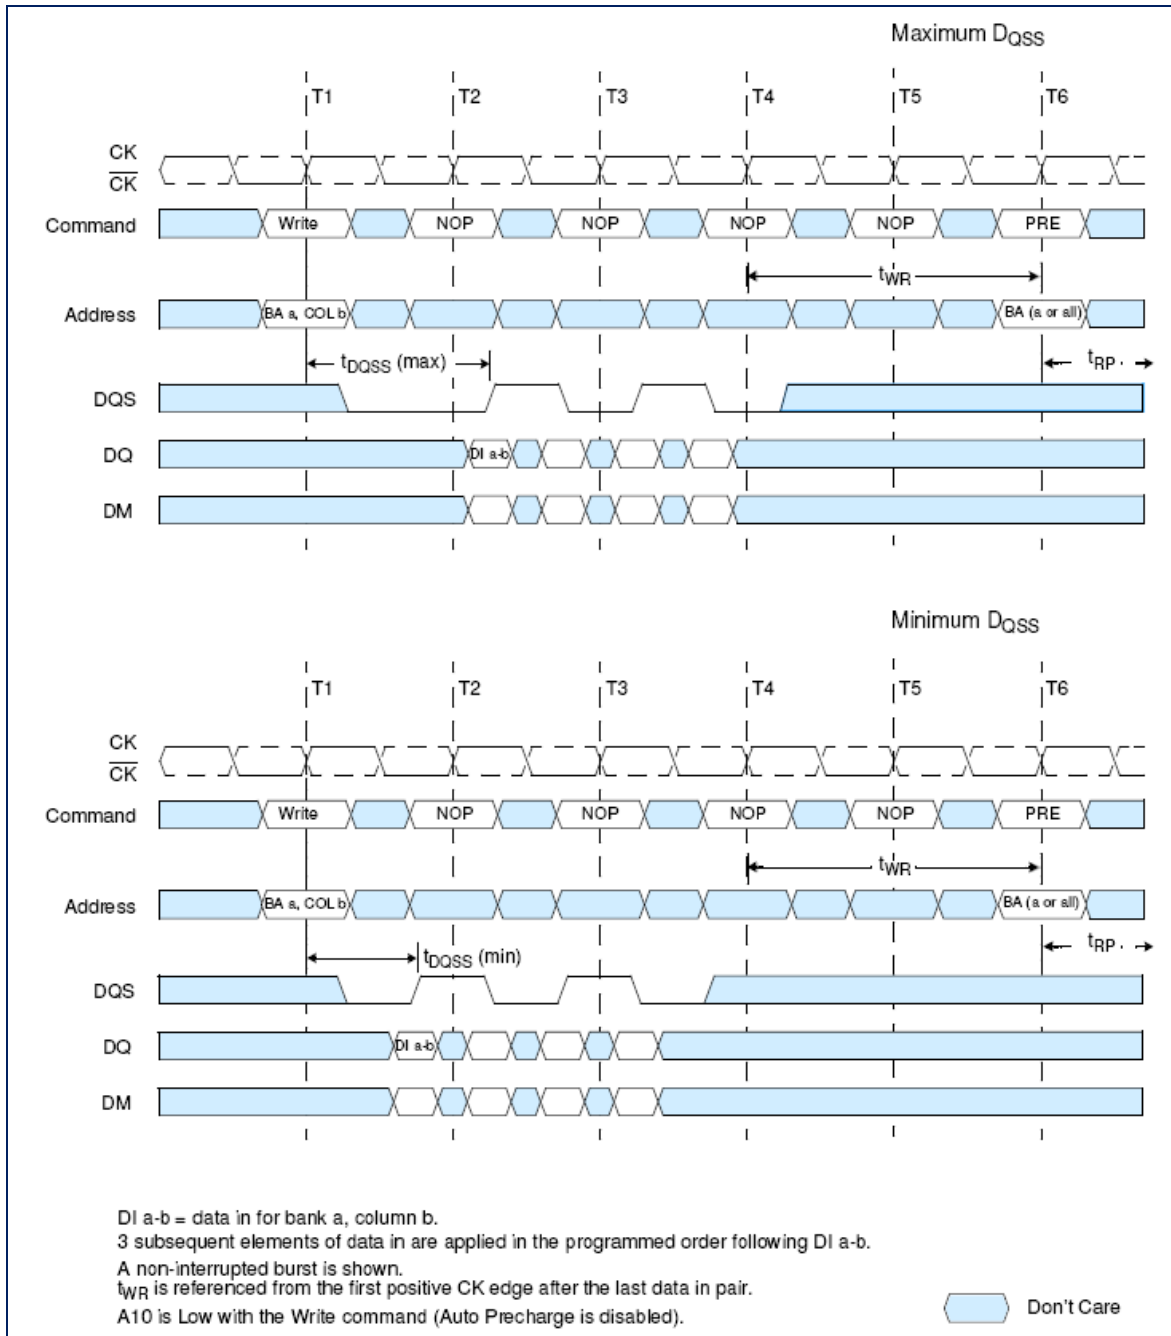 Maximum DQSS
T1 T2 T3 T4 T5 T6
CK
CK
Command Write NOP NOP NOP NOP PRE
tWR
Address BA a, COL b BA (a or all)
tDQSS (max) tRP
DQS
DQ DI a-b
DM
Minimum DQSS
T1 T2 T3 T4 T5 T6
CK
CK
Command Write NOP NOP NOP NOP PRE
tWR
Address BA a, COL b BA (a or all)
tDQSS (min) tRP
DQS
DQ DI a-b
DM
DI a-b = data in for bank a, column b.
3 subsequent elements of data in are applied in the programmed order following DI a-b.
A non-interrupted burst is shown.
tWR is referenced from the first positive CK edge after the last data in pair.
A10 is Low with the Write command (Auto Precharge is disabled).
Don't Care